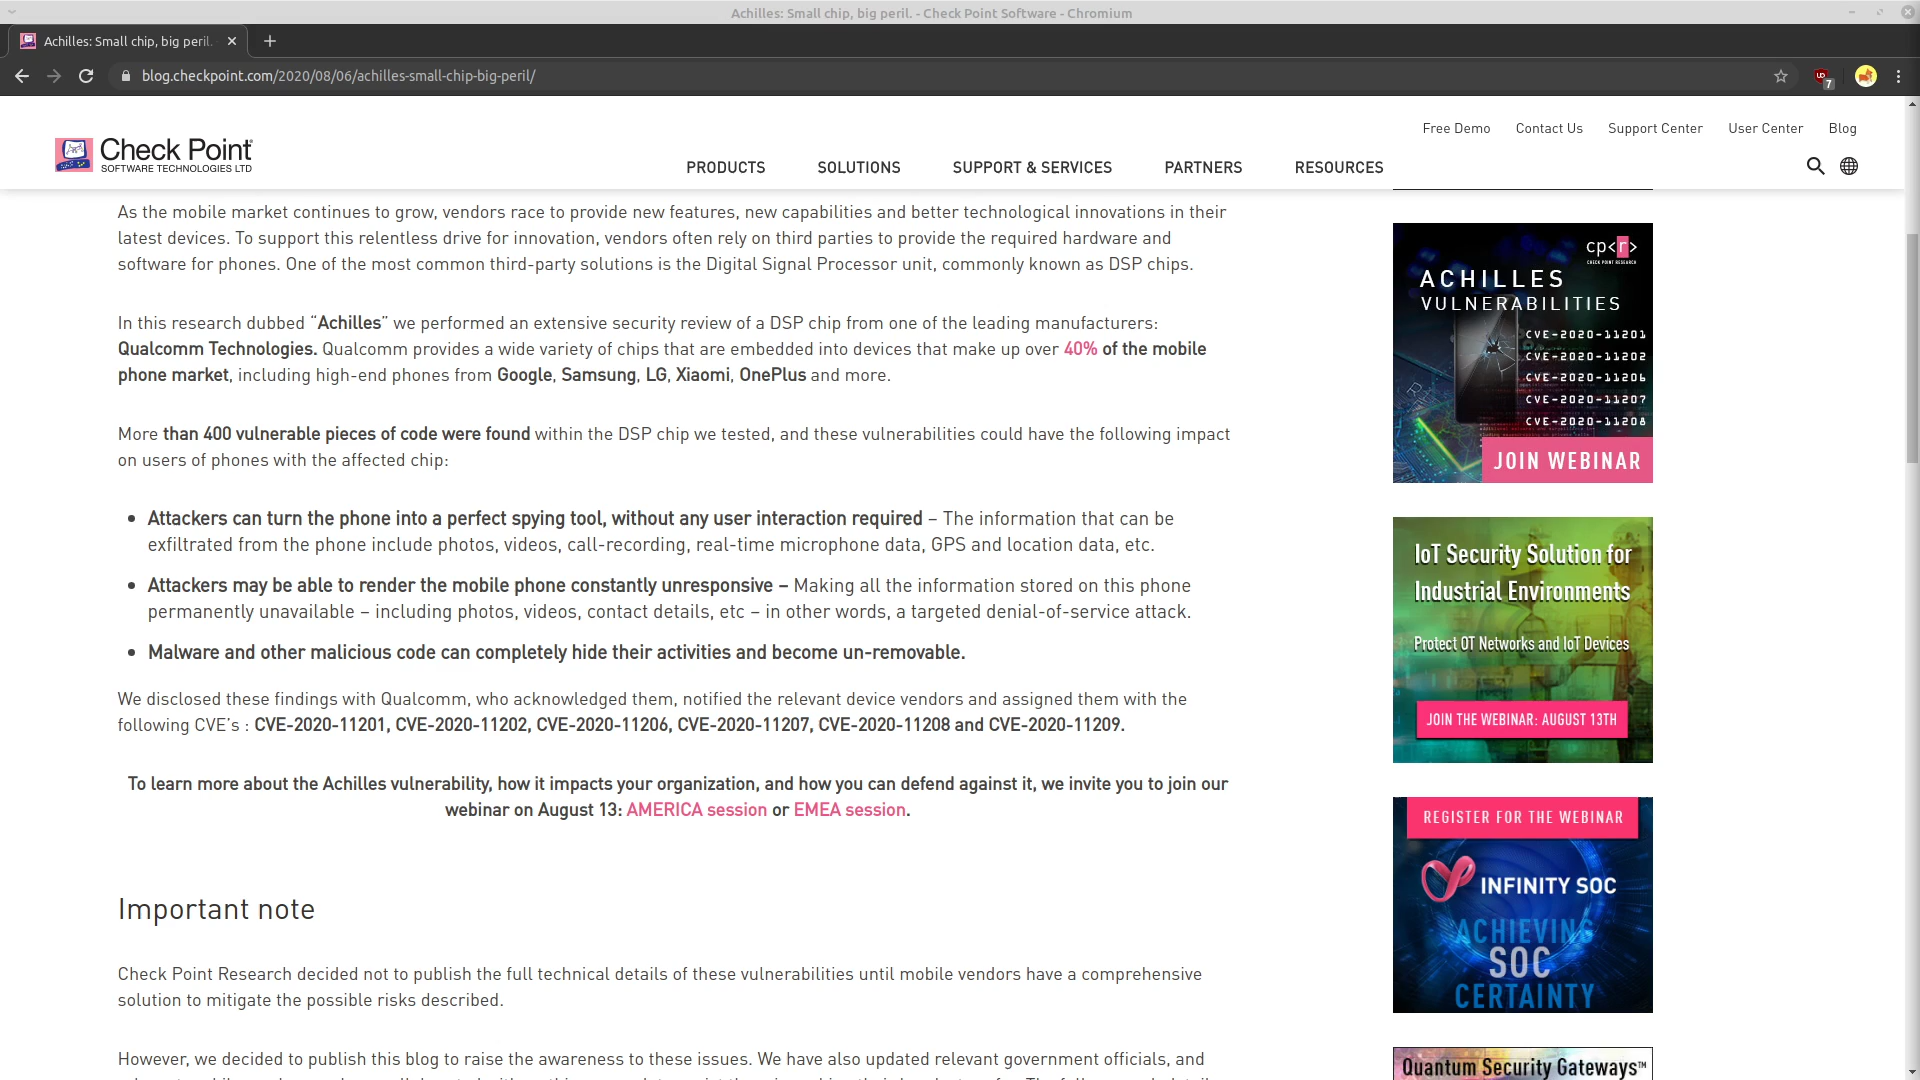 Achilles: Small chip, big peril. - Check Point Software - Chromium
Achilles: Small chip, big peril.
blog.checkpoint.com/2020/08/06/achilles-small-chip-big-peril/
7
Free Demo
Contact Us
Support Center
User Center
Blog
Check Point
SOFTWARE TECHNOLOGIES LTD
PRODUCTS
SOLUTIONS
SUPPORT & SERVICES
PARTNERS
RESOURCES
As the mobile market continues to grow, vendors race to provide new features, new capabilities and better technological innovations in their
latest devices. To support this relentless drive for innovation, vendors often rely on third parties to provide the required hardware and
software for phones. One of the most common third-party solutions is the Digital Signal Processor unit, commonly known as DSP chips.
In this research dubbed “Achilles” we performed an extensive security review of a DSP chip from one of the leading manufacturers:
Qualcomm Technologies. Qualcomm provides a wide variety of chips that are embedded into devices that make up over 40% of the mobile
phone market, including high-end phones from Google, Samsung, LG, Xiaomi, OnePlus and more.
More than 400 vulnerable pieces of code were found within the DSP chip we tested, and these vulnerabilities could have the following impact
on users of phones with the affected chip:
• Attackers can turn the phone into a perfect spying tool, without any user interaction required – The information that can be
exfiltrated from the phone include photos, videos, call-recording, real-time microphone data, GPS and location data, etc.
• Attackers may be able to render the mobile phone constantly unresponsive – Making all the information stored on this phone
permanently unavailable – including photos, videos, contact details, etc – in other words, a targeted denial-of-service attack.
• Malware and other malicious code can completely hide their activities and become un-removable.
We disclosed these findings with Qualcomm, who acknowledged them, notified the relevant device vendors and assigned them with the
following CVE’s : CVE-2020-11201, CVE-2020-11202, CVE-2020-11206, CVE-2020-11207, CVE-2020-11208 and CVE-2020-11209.
To learn more about the Achilles vulnerability, how it impacts your organization, and how you can defend against it, we invite you to join our
webinar on August 13: AMERICA session or EMEA session.
Important note
Check Point Research decided not to publish the full technical details of these vulnerabilities until mobile vendors have a comprehensive
solution to mitigate the possible risks described.
However, we decided to publish this blog to raise the awareness to these issues. We have also updated relevant government officials, and
cp<r>
CHECK POINT RESEARCH
ACHILLES
VULNERABILITIES
CVE-2020-11201
CVE-2020-11202
CVE-2020-11206
CVE-2020-11207
CVE-2020-11208
JOIN WEBINAR
IoT Security Solution for
Industrial Environments
Protect OT Networks and IoT Devices
JOIN THE WEBINAR: AUGUST 13TH
REGISTER FOR THE WEBINAR
INFINITY SOC
ACHIEVING
SOC
CERTAINTY
Quantum Security Gateways™